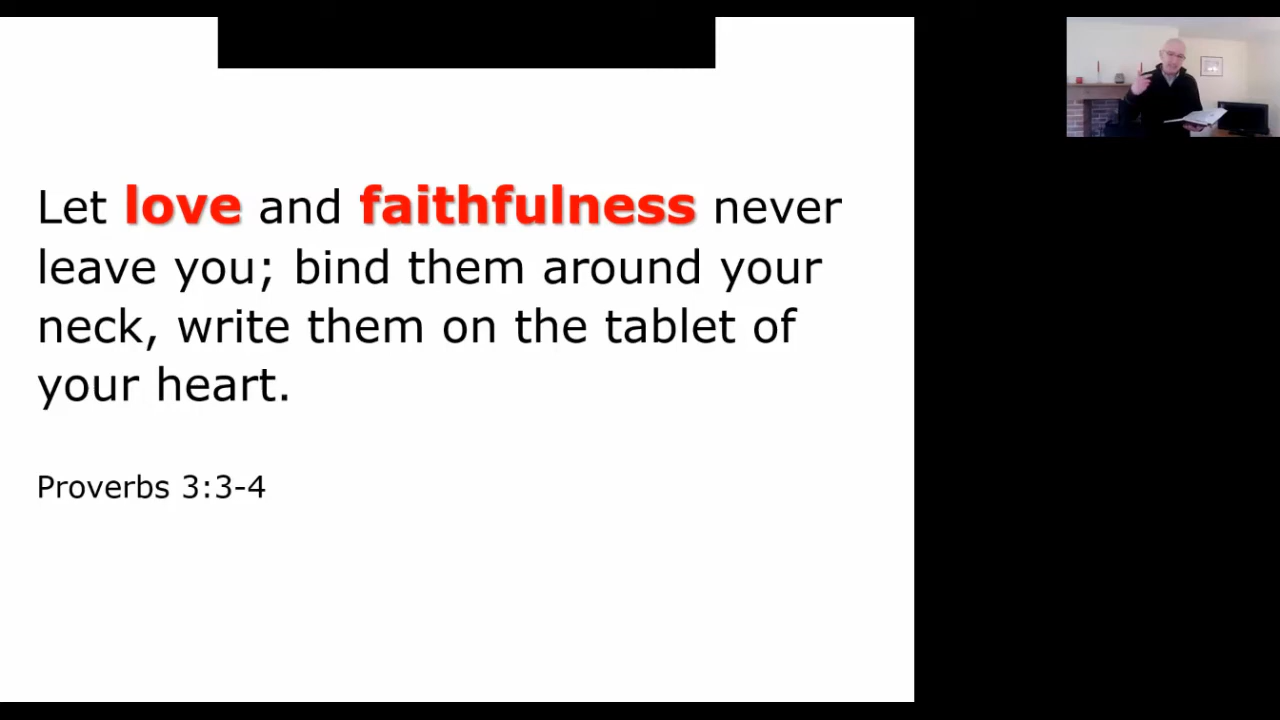 Let love and faithfulness never
leave you; bind them around your
neck, write them on the tablet of
your heart.
Proverbs 3:3-4